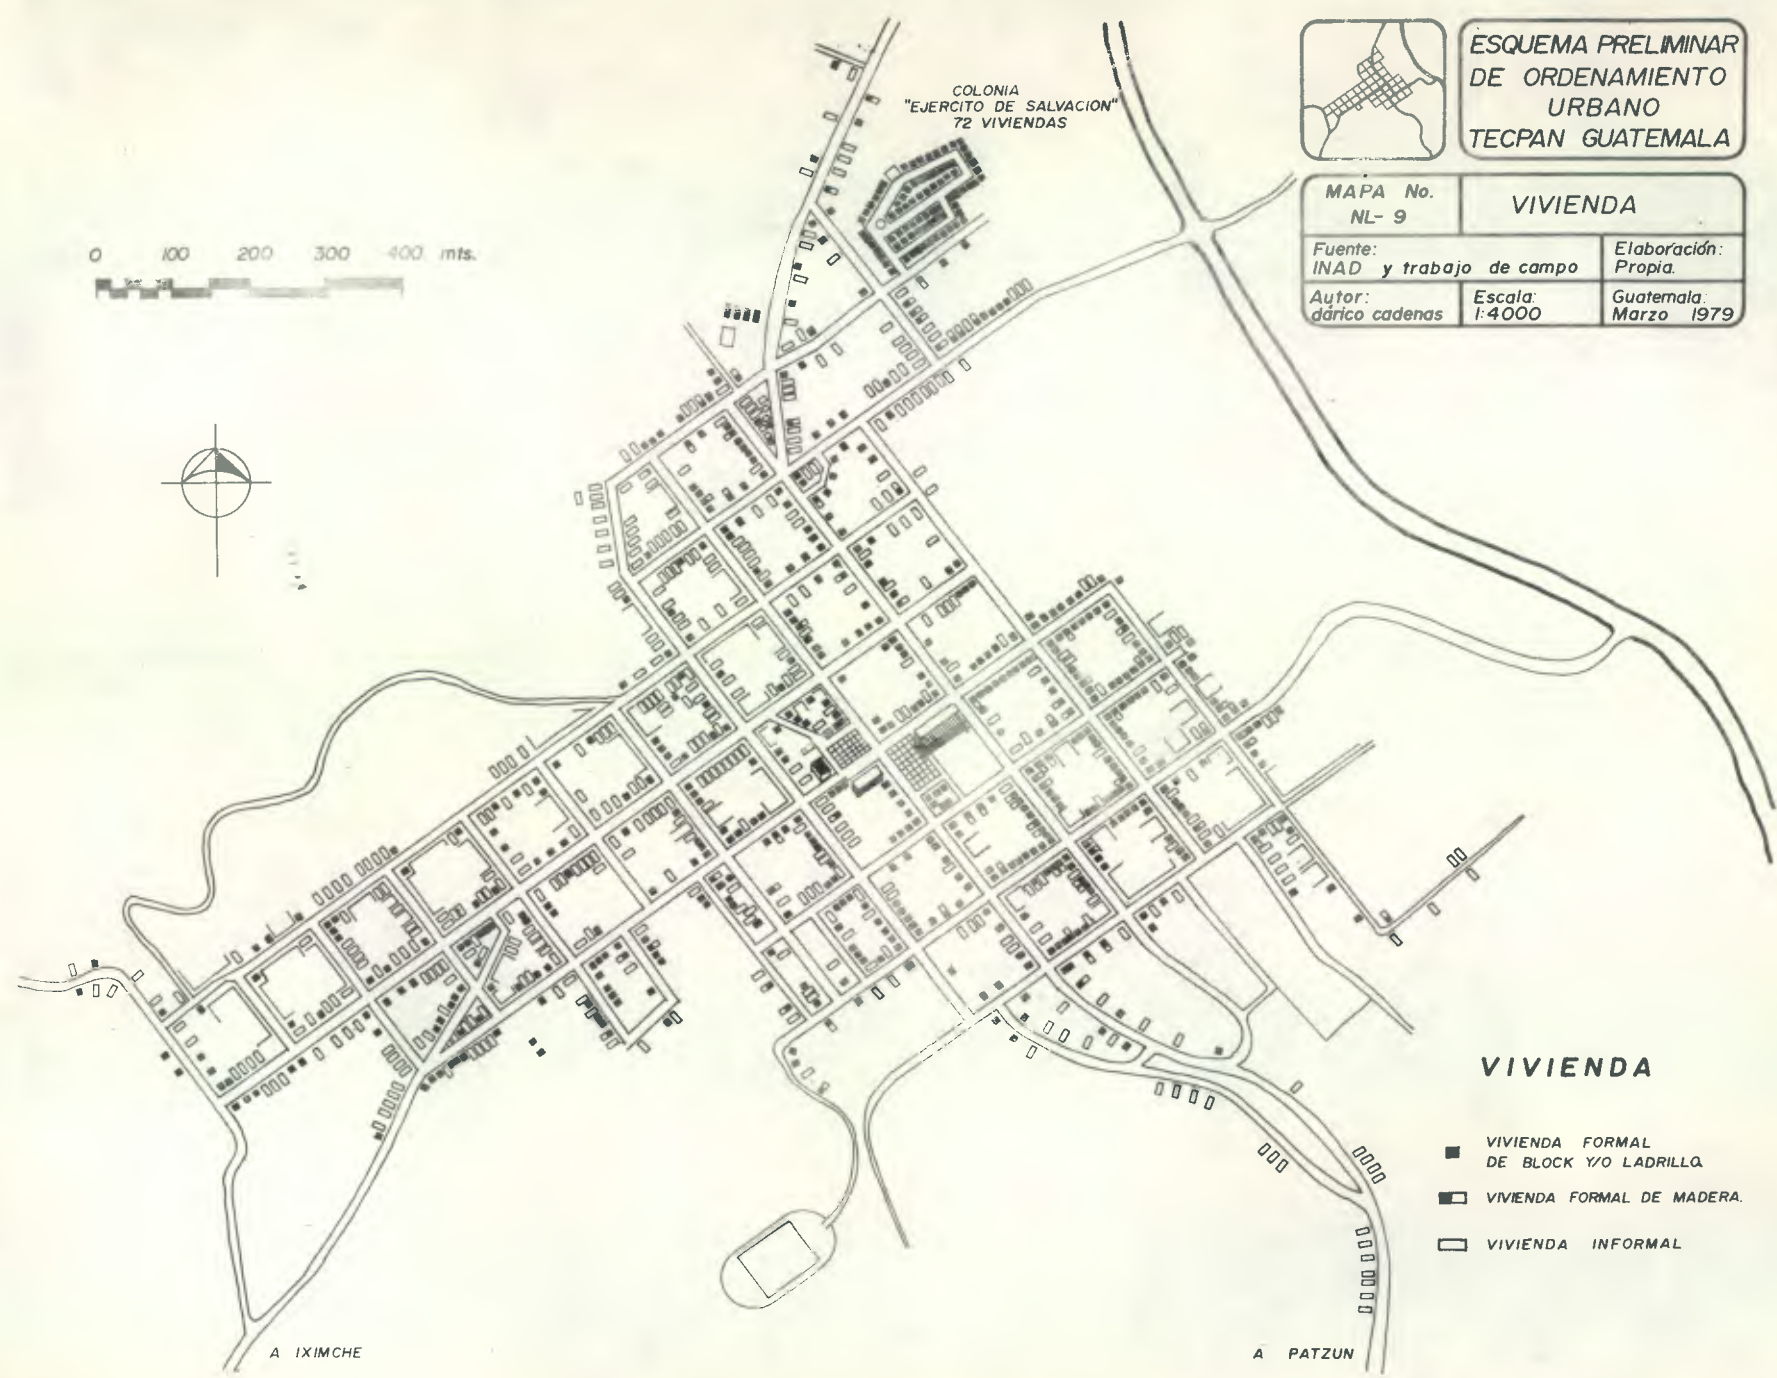 ESQUEMA PRELIMINAR
DE ORDENAMIENTO
URBANO
TECPAN GUATEMALA
MAPA No.
NL-9
VIVIENDA
Fuente:
INAD y trabajo de campo
Elaboración:
Propia.
Autor:
dárico cadenas
Escala:
1:4000
Guatemala:
Marzo 1979
COLONIA
"EJERCITO DE SALVACION"
72 VIVIENDAS
0 100 200 300 400 mts.
VIVIENDA
VIVIENDA FORMAL
DE BLOCK Y/O LADRILLO.
VIVIENDA FORMAL DE MADERA.
VIVIENDA INFORMAL
A IXIMCHE
A PATZUN